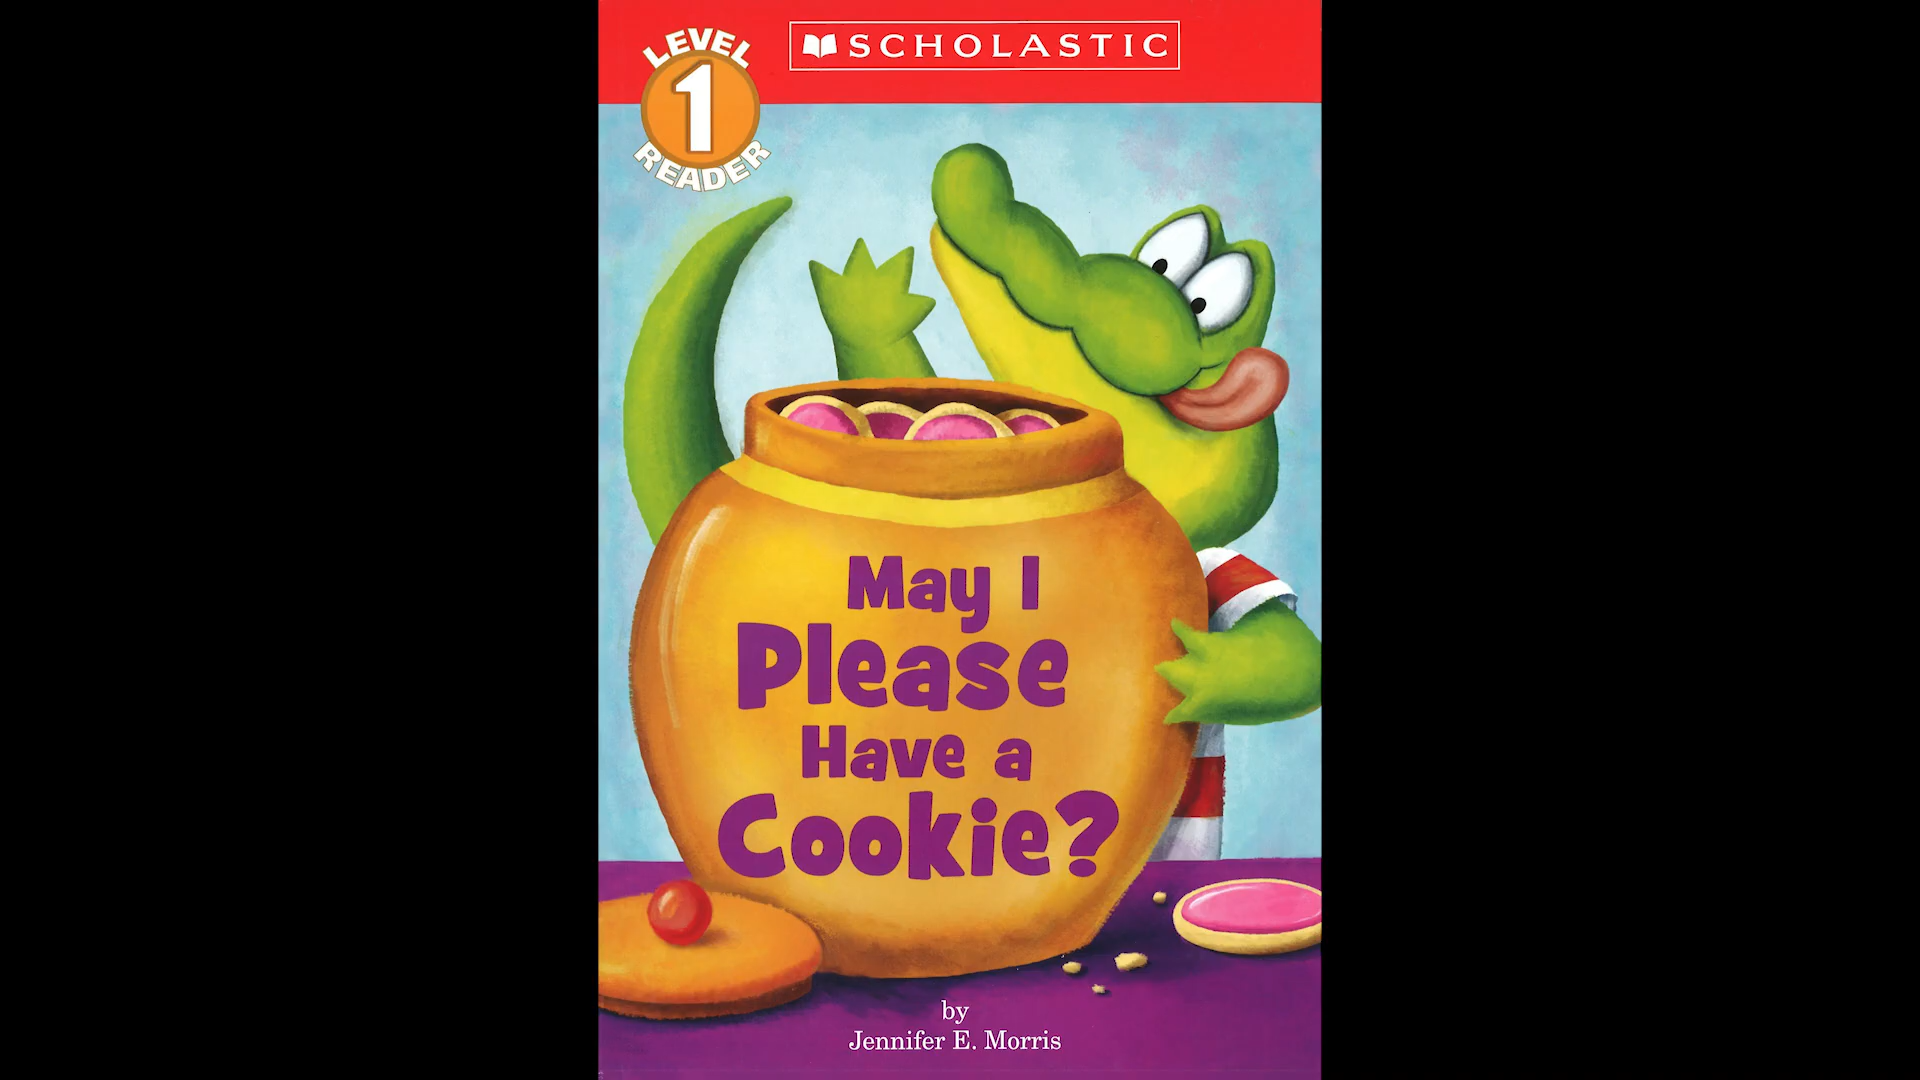 LEVEL
1
READER
SCHOLASTIC
May I
Please
Have a
Cookie?
by
Jennifer E. Morris